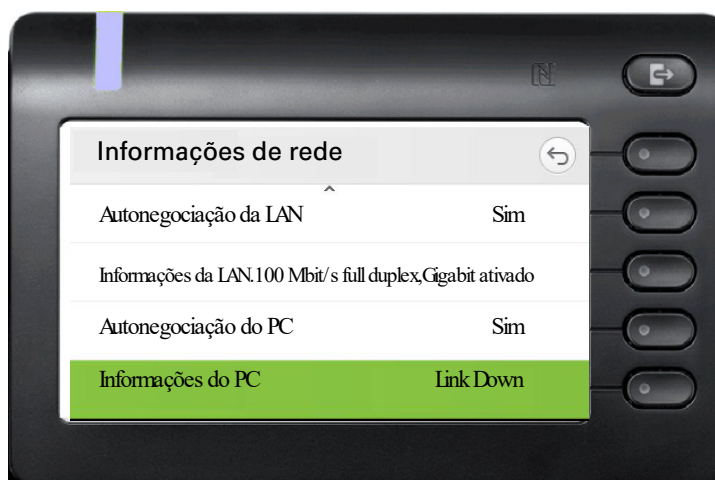 Informações de rede
Autonegociação da LAN Sim
Informações da LAN.100 Mbit/s full duplex,Gigabit ativado
Autonegociação do PC Sim
Informações do PC Link Down